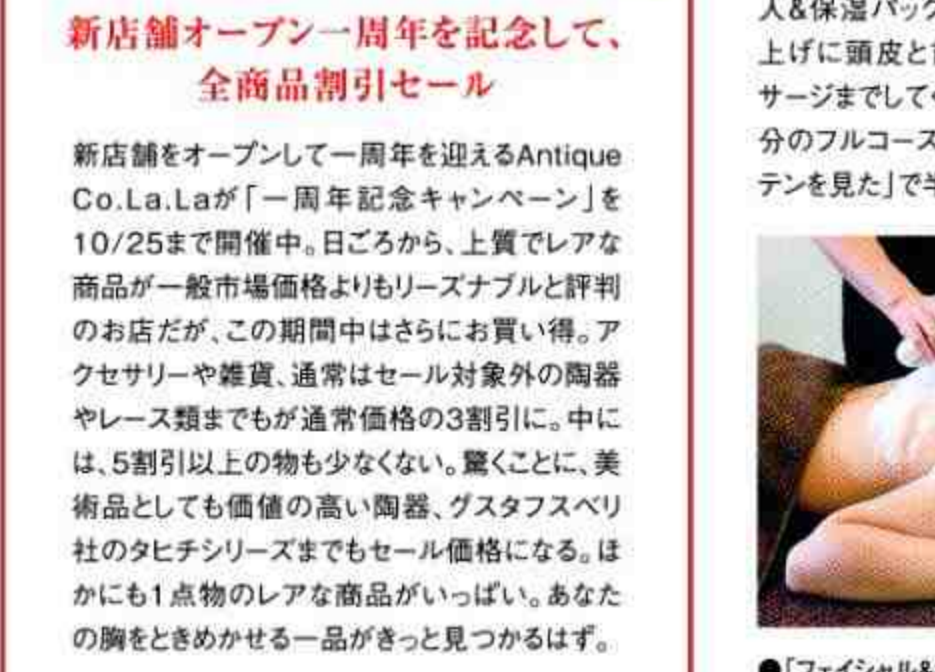 新店舗オープン一周年を記念して、
全商品割引セール
新店舗をオープンして一周年を迎えるAntique
Co.La.Laが「一周年記念キャンペーン」を
10/25まで開催中。日ごろから、上質でレアな
商品が一般市場価格よりもリーズナブルと評判
のお店だが、この期間中はさらにお買い得。ア
クセサリーや雑貨、通常はセール対象外の陶器
やレース類までもが通常価格の3割引に。中に
は、5割引以上の物も少なくない。驚くことに、美
術品としても価値の高い陶器、グスタフスベリ
社のタヒチシリーズまでもセール価格になる。ほ
かにも1点物のレアな商品がいっぱい。あなた
の胸をときめかせる一品がきっと見つかるはず。
人&保湿パック
上げに頭皮と
サージまでして
分のフルコース
テンを見た」で
●「フェイシャル&